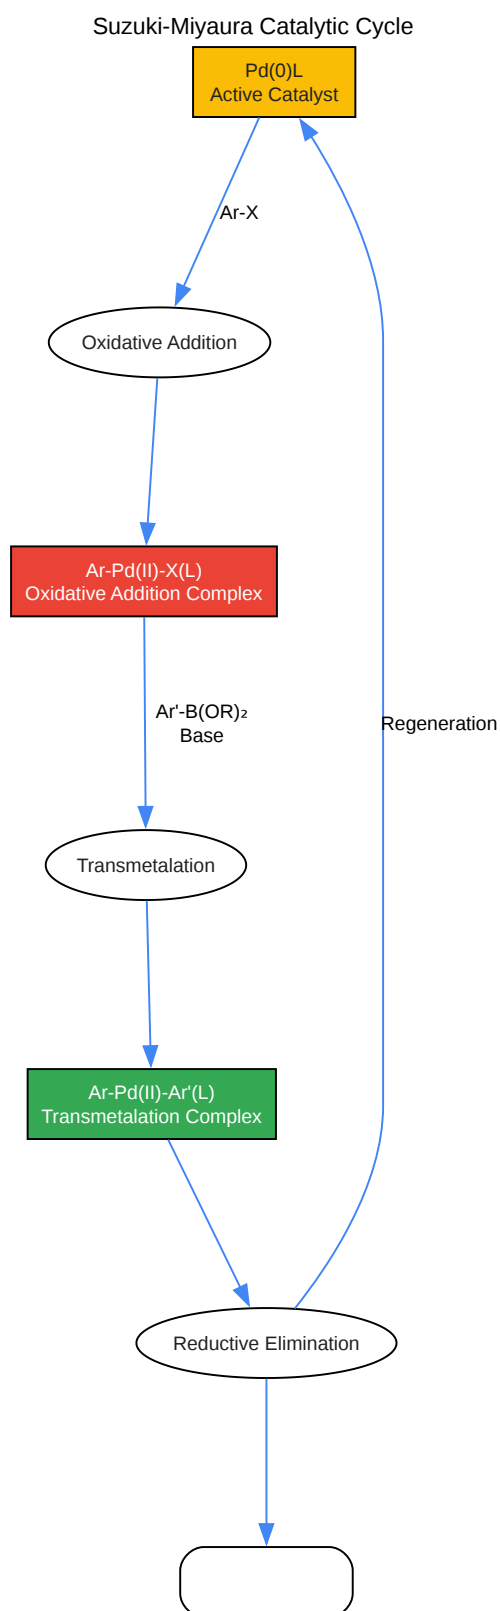 Suzuki-Miyaura Catalytic Cycle
Pd(0)L
Active Catalyst
Ar-X
Oxidative Addition
Ar-Pd(II)-X(L)
Oxidative Addition Complex
Ar'-B(OR)₂
Base
Regeneration
Transmetalation
Ar-Pd(II)-Ar'(L)
Transmetalation Complex
Reductive Elimination